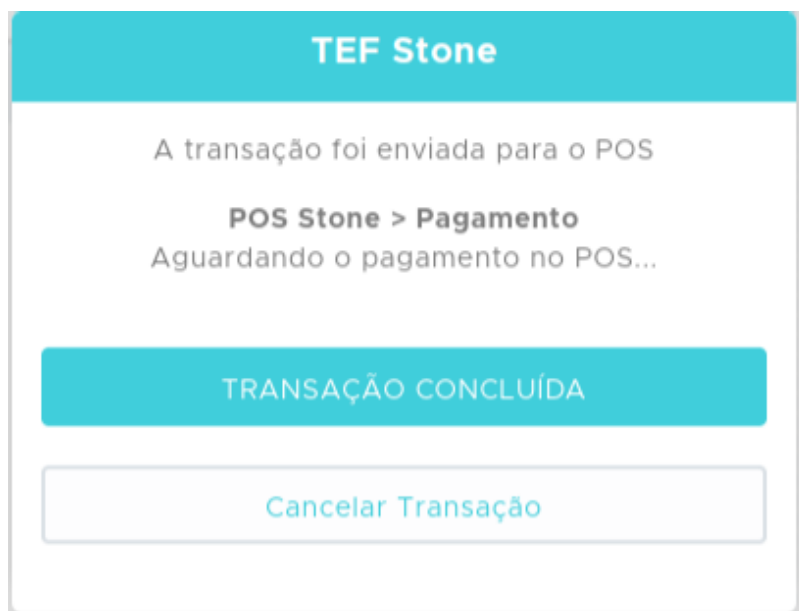 TEF Stone
A transação foi enviada para o POS
POS Stone > Pagamento
Aguardando o pagamento no POS...
TRANSAÇÃO CONCLUÍDA
Cancelar Transação